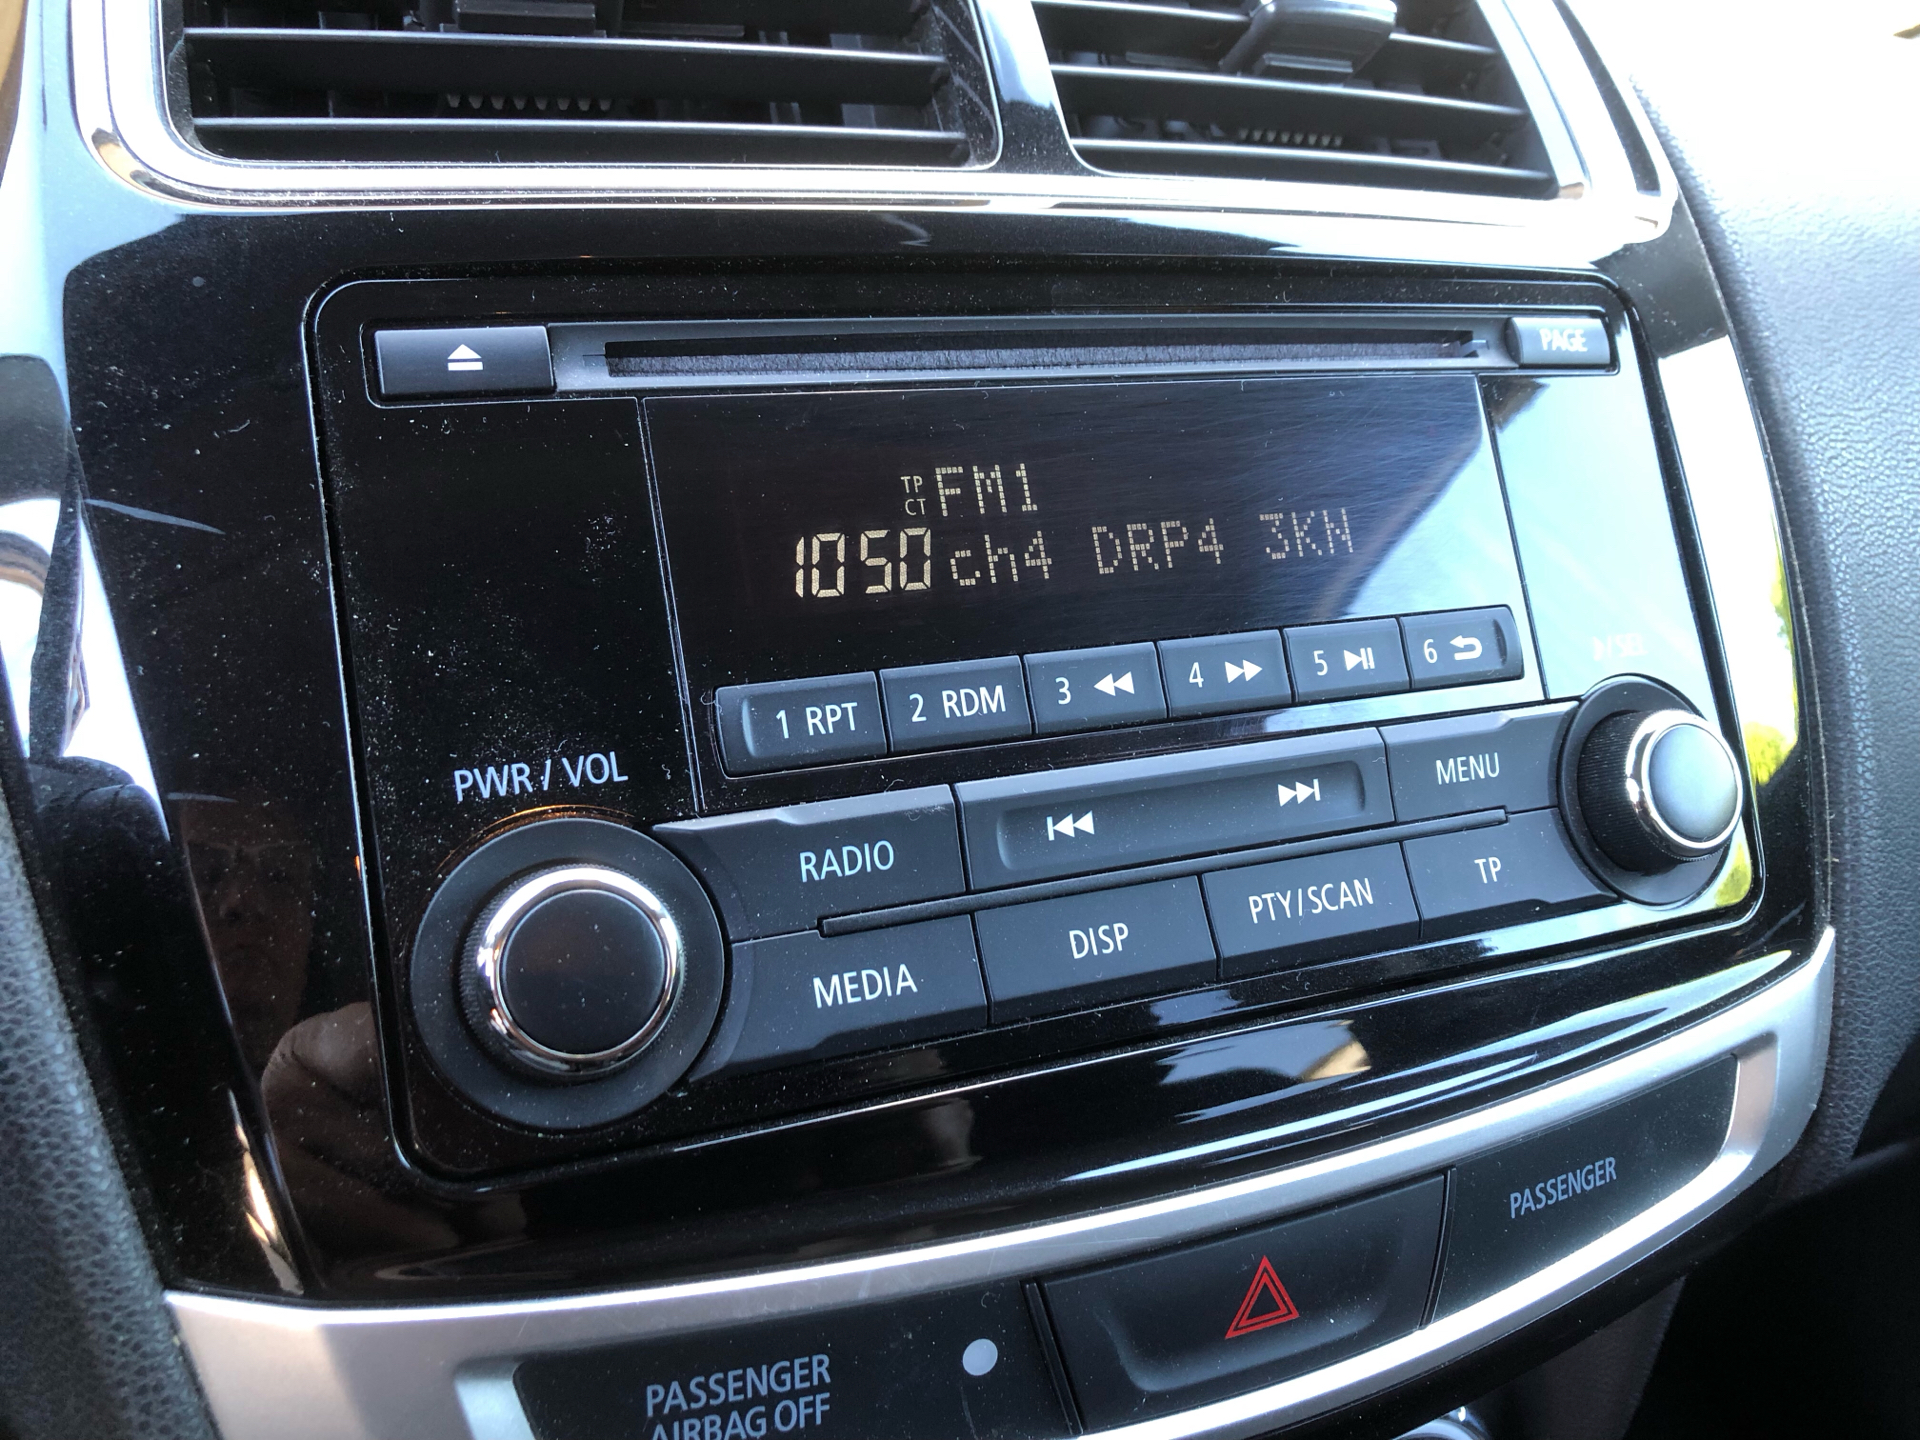 PAGE
TP FM1
CT
1050 ch4 DRP4 3KW
1 RPT 2 RDM 3 4 5 6
PWR / VOL
RADIO MENU
MEDIA DISP PTY/SCAN TP
PASSENGER
PASSENGER
AIRBAG OFF